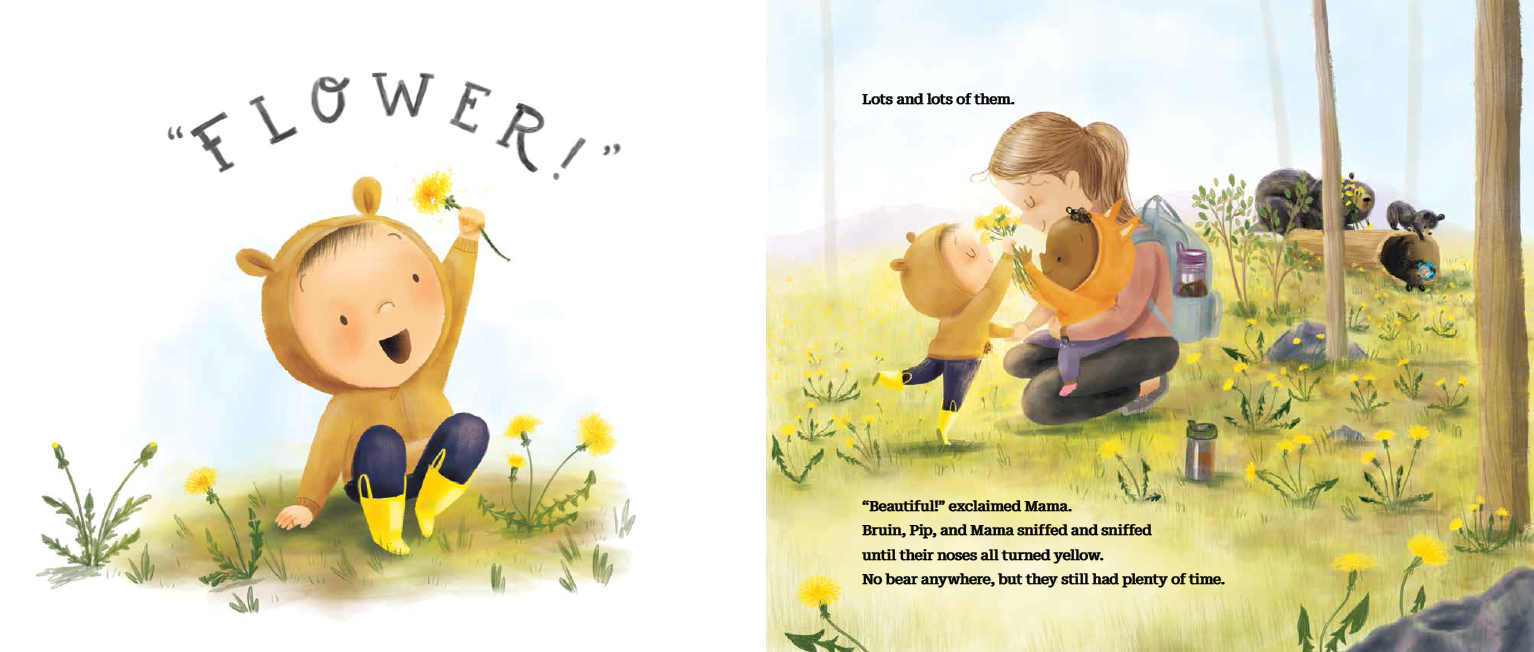 “FLOWER!”
Lots and lots of them.
“Beautiful!” exclaimed Mama.
Bruin, Pip, and Mama sniffed and sniffed
until their noses all turned yellow.
No bear anywhere, but they still had plenty of time.